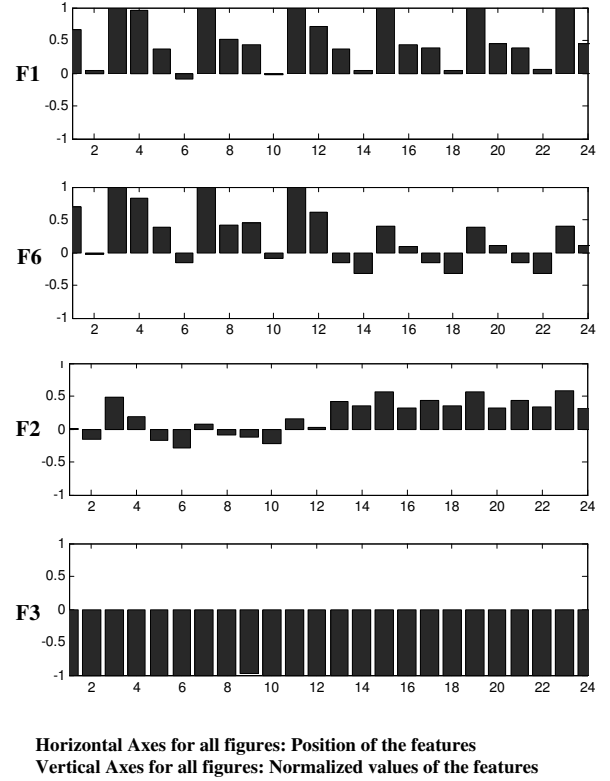 1
0.5
F1
0
-0.5
-1
2 4 6 8 10 12 14 16 18 20 22 24
1
0.5
F6
0
-0.5
-1
2 4 6 8 10 12 14 16 18 20 22 24
1
0.5
F2
0
-0.5
-1
2 4 6 8 10 12 14 16 18 20 22 24
1
0.5
F3
0
-0.5
-1
2 4 6 8 10 12 14 16 18 20 22 24
Horizontal Axes for all figures: Position of the features
Vertical Axes for all figures: Normalized values of the features